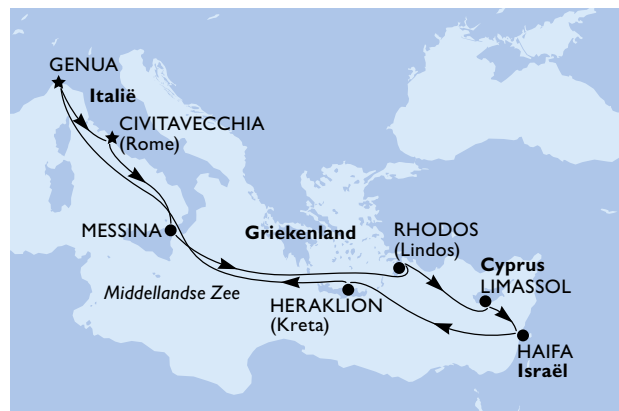 GENUA
Italië
CIVITAVECCHIA
(Rome)
MESSINA
Griekenland
RHODOS
(Lindos)
Cyprus
LIMASSOL
Middellandse Zee
HERAKLION
(Kreta)
HAIFA
Israël